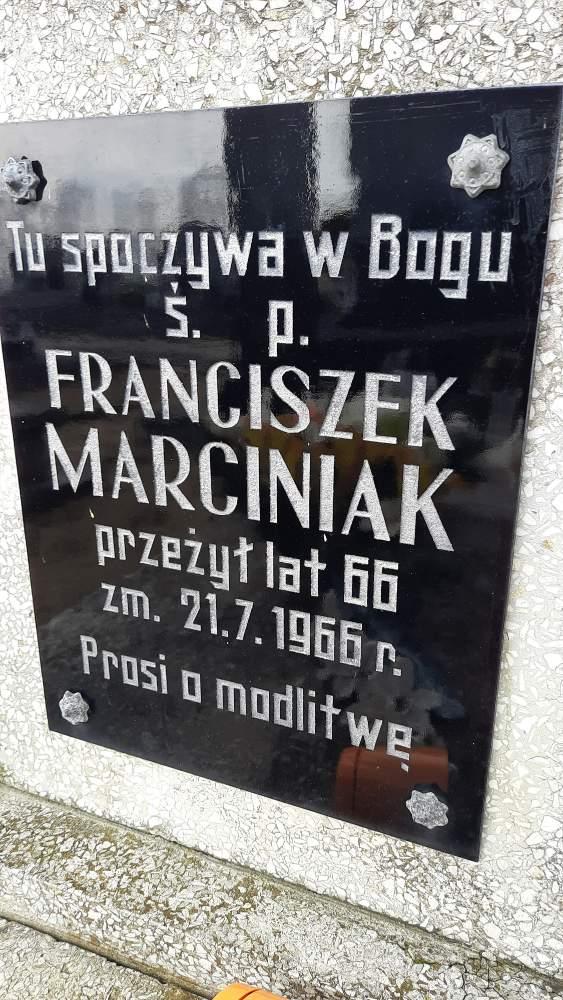 Tu spoczywa w Bogu
ś. p.
FRANCISZEK
MARCINIAK
przeżył lat 66
zm. 21.7.1966 r.
Prosi o modlitwę